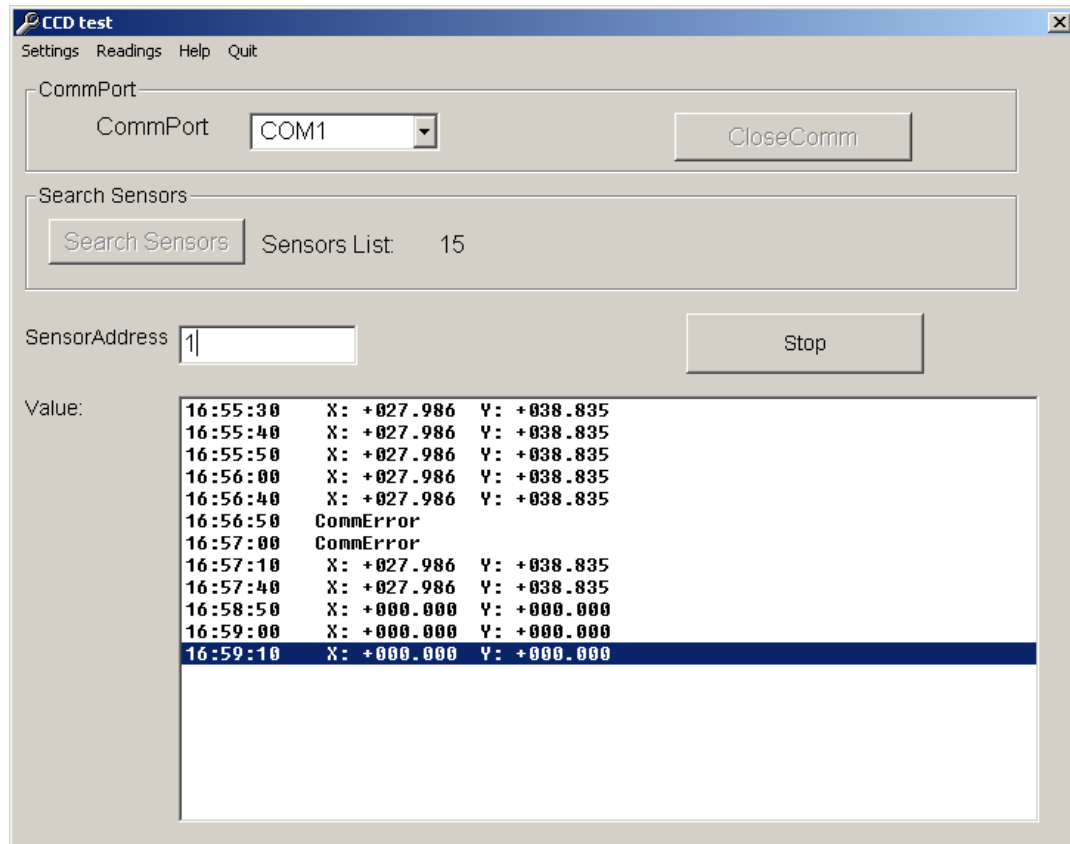 CCD test
Settings Readings Help Quit
CommPort
CommPort COM1 CloseComm
Search Sensors
Search Sensors Sensors List: 15
SensorAddress 1 Stop
Value:
16:55:30 X: +027.986 Y: +038.835
16:55:40 X: +027.986 Y: +038.835
16:55:50 X: +027.986 Y: +038.835
16:56:00 X: +027.986 Y: +038.835
16:56:40 X: +027.986 Y: +038.835
16:56:50 CommError
16:57:00 CommError
16:57:10 X: +027.986 Y: +038.835
16:57:40 X: +027.986 Y: +038.835
16:58:50 X: +000.000 Y: +000.000
16:59:00 X: +000.000 Y: +000.000
16:59:10 X: +000.000 Y: +000.000